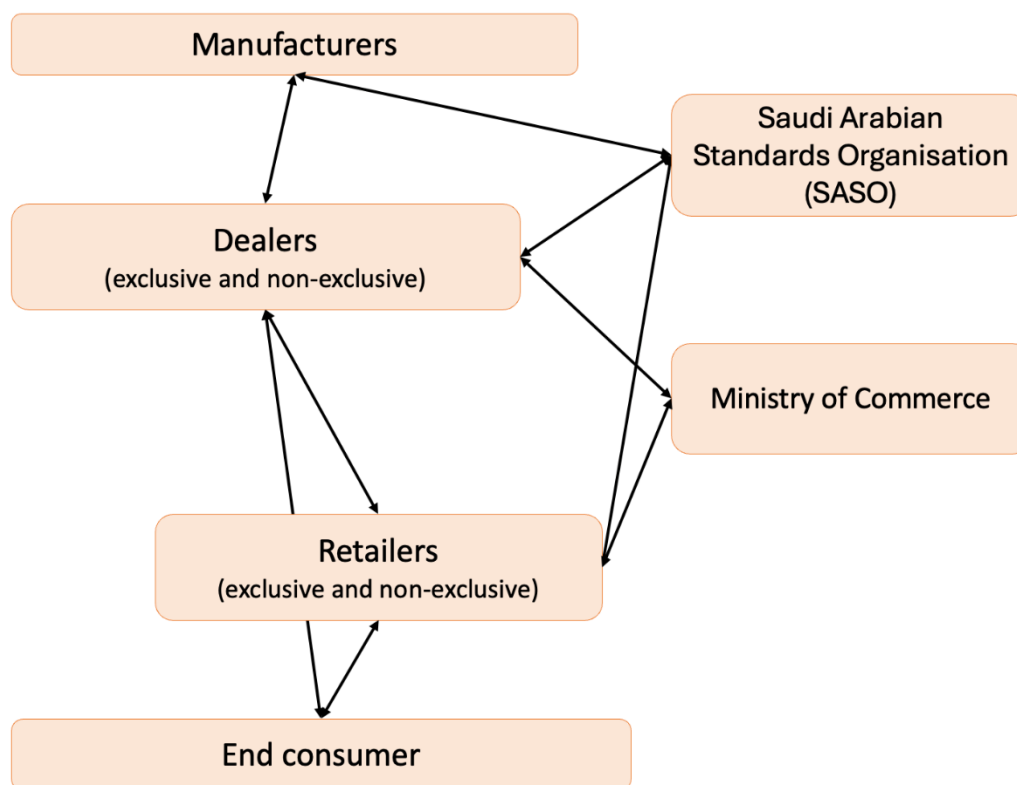 Manufacturers
Saudi Arabian
Standards Organisation
(SASO)
Dealers
(exclusive and non-exclusive)
Ministry of Commerce
Retailers
(exclusive and non-exclusive)
End consumer